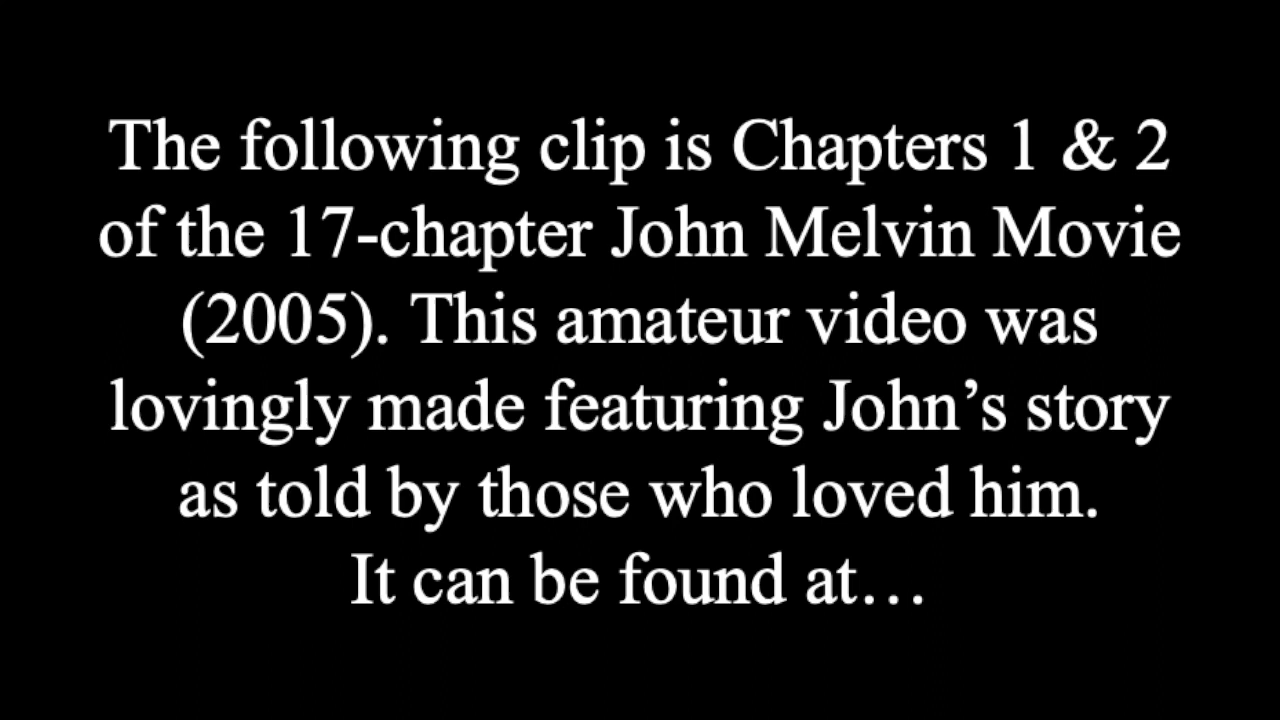 The following clip is Chapters 1 & 2
of the 17-chapter John Melvin Movie
(2005). This amateur video was
lovingly made featuring John’s story
as told by those who loved him.
It can be found at…